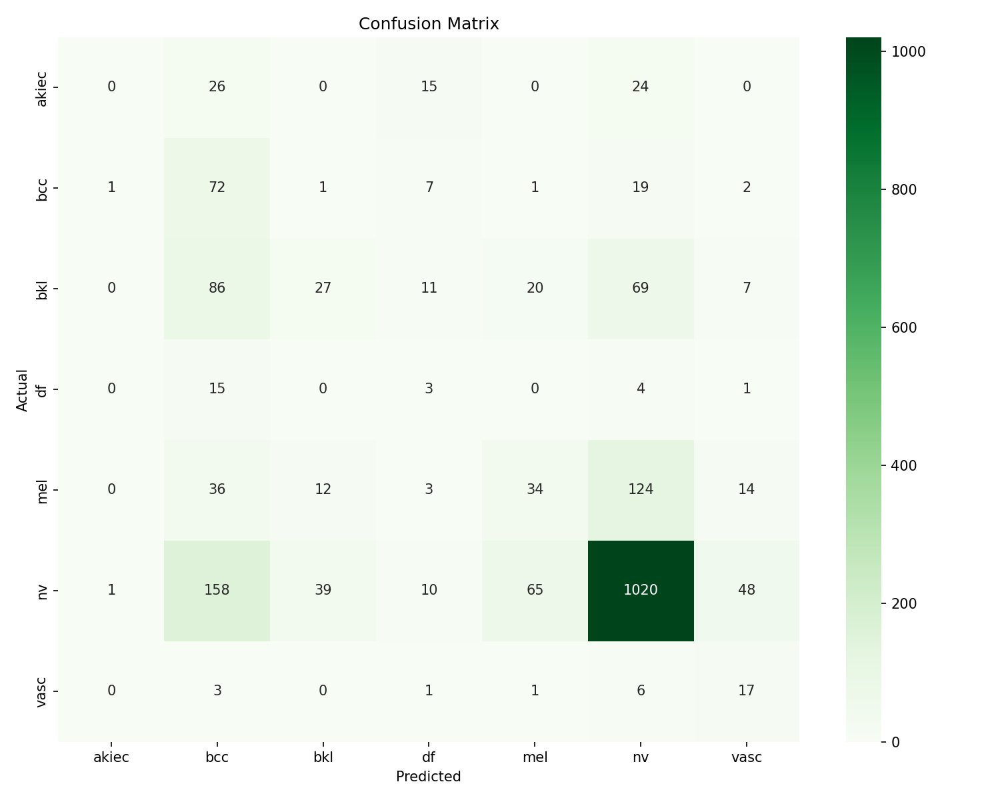 Confusion Matrix
akiec 0 26 0 15 0 24 0
bcc 1 72 1 7 1 19 2
bkl 0 86 27 11 20 69 7
df 0 15 0 3 0 4 1
mel 0 36 12 3 34 124 14
nv 1 158 39 10 65 1020 48
vasc 0 3 0 1 1 6 17
akiec bcc bkl df mel nv vasc
Predicted
Actual
1000
800
600
400
200
0